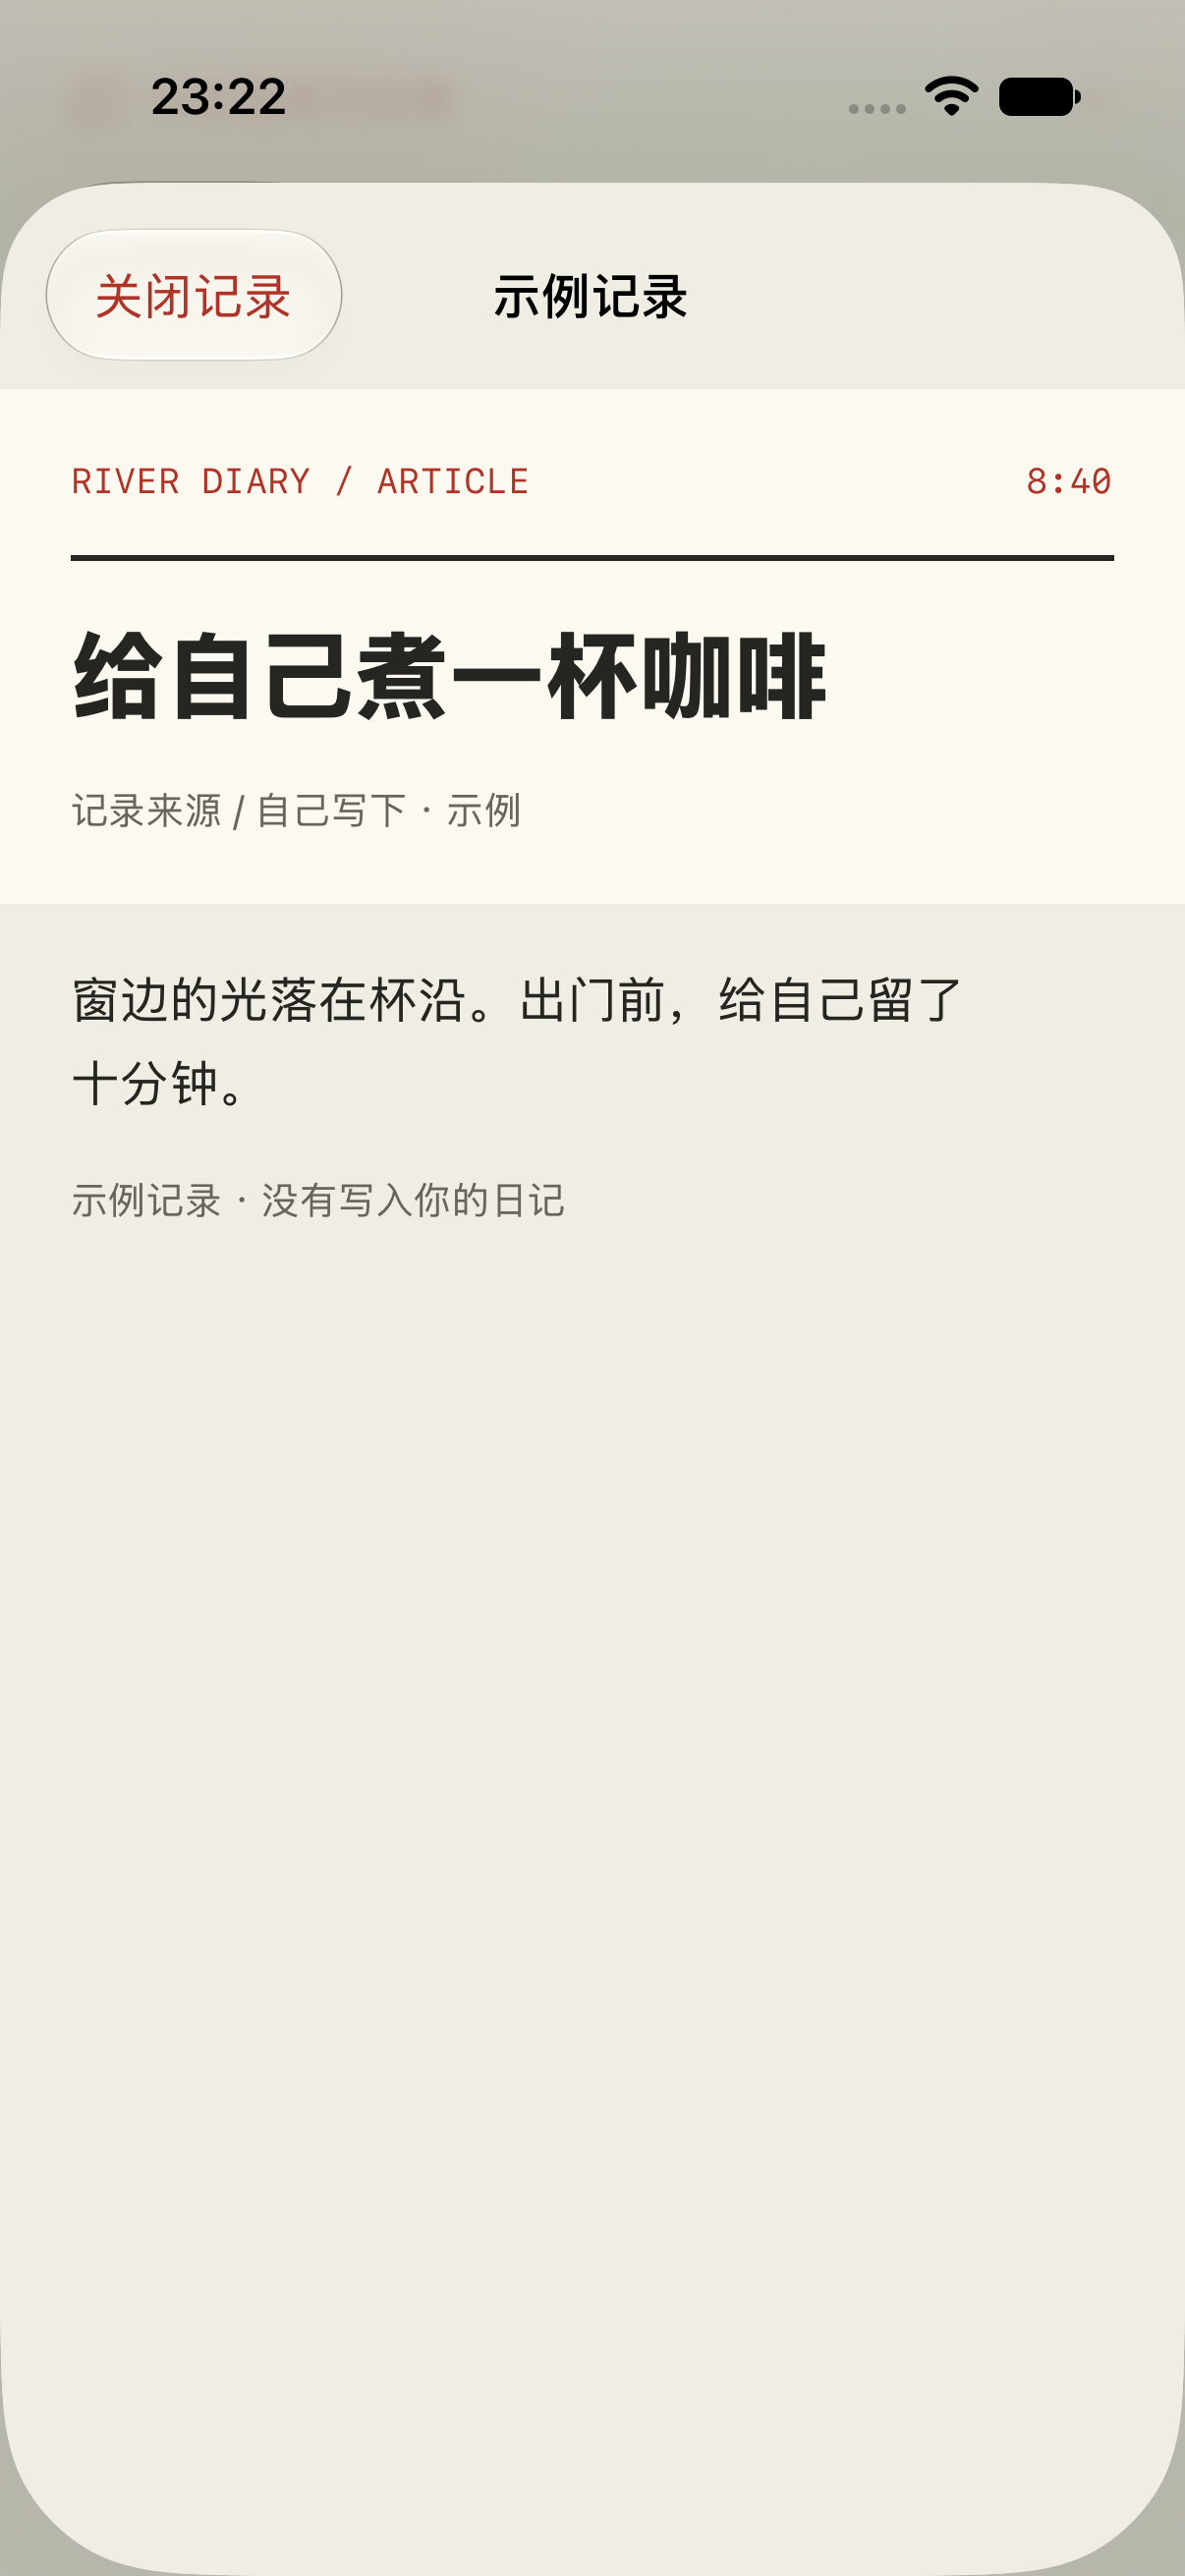 23:22
关闭记录
示例记录
RIVER DIARY / ARTICLE
8:40
给自己煮一杯咖啡
记录来源 / 自己写下 · 示例
窗边的光落在杯沿。出门前，给自己留了
十分钟。
示例记录 · 没有写入你的日记